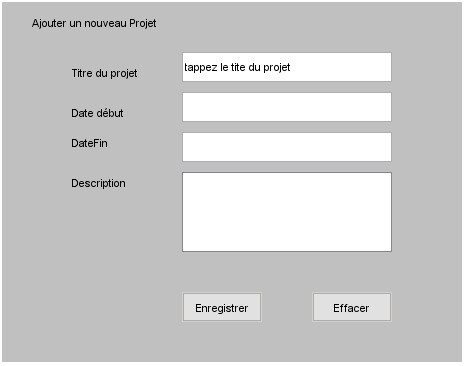 Ajouter un nouveau Projet
Titre du projet
tappez le tite du projet
Date début
DateFin
Description
Enregistrer
Effacer